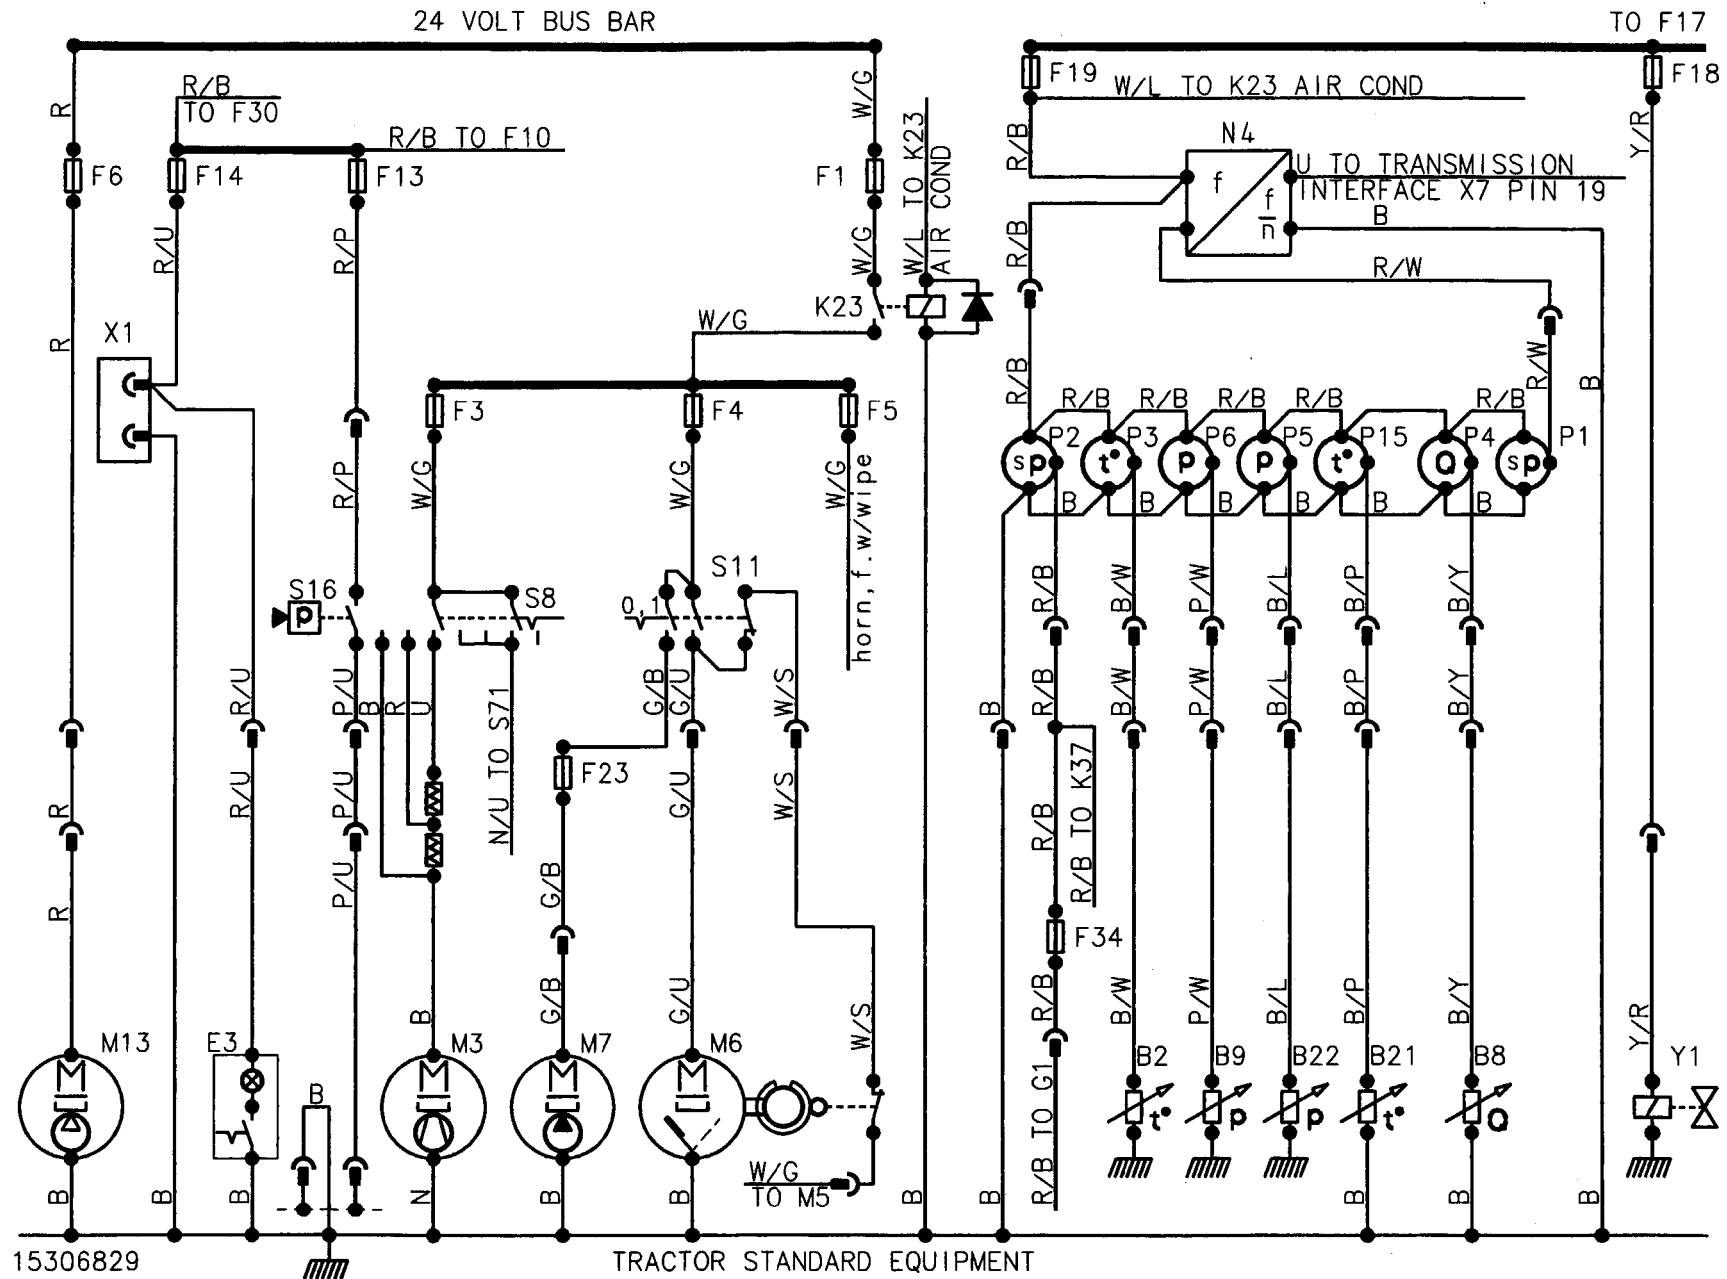 24 VOLT BUS BAR
TO F17
F19
F18
R/B
TO F30
W/L TO K23 AIR COND
R
W/G
R/B TO F10
N4
R/B
Y/R
F6
F14
F13
F1
W/L TO K23
AIR COND
f
U TO TRANSMISSION
INTERFACE X7 PIN 19
f
n
B
R/U
R/P
W/G
R/B
R/W
K23
W/G
X1
R
R/B
R/W
B
F3
F4
F5
R/B
R/B
R/B
R/B
R/B
P2
P3
P6
P5
P15
P4
P1
sp
t°
p
p
t°
Q
sp
R/P
W/G
W/G
W/G
horn,f.w/wipe
B
B
B
B
B
S16
p
S8
0,1
S11
R/B
B/W
P/W
B/L
B/P
B/Y
R/U
P/U
B
R
U
N/U TO S71
G/B
G/U
W/S
B
R/B
B/W
P/W
B/L
B/P
B/Y
F23
R
R/U
P/U
G/U
W/S
R/B
R/B TO K37
P/U
G/B
R
F34
B
G/B
G/U
W/S
R/B
B/W
P/W
B/L
B/P
B/Y
Y/R
M13
E3
M3
M7
M6
B2
B9
B22
B21
B8
Y1
B
R/B TO G1
t°
p
p
t°
Q
W/G
TO M5
B
B
B
N
B
B
B
B
B
B
B
15306829
TRACTOR STANDARD EQUIPMENT